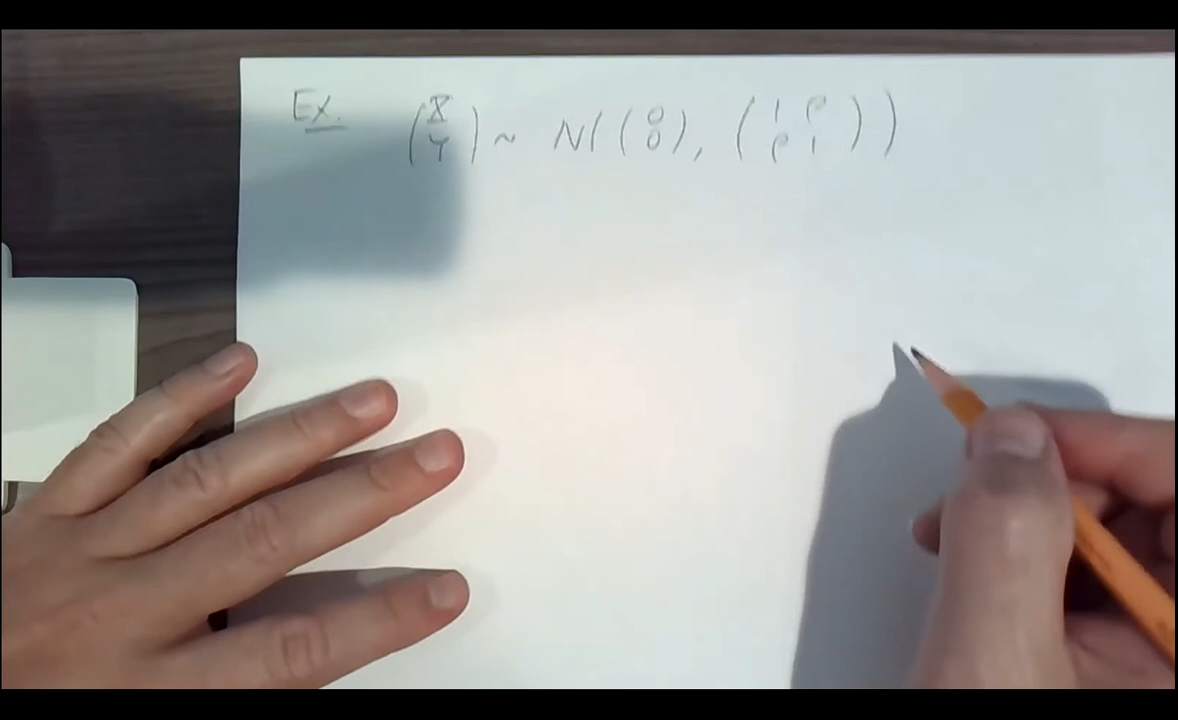 Ex. (X Y) ~ N((0 0), (1 ρ ρ 1))